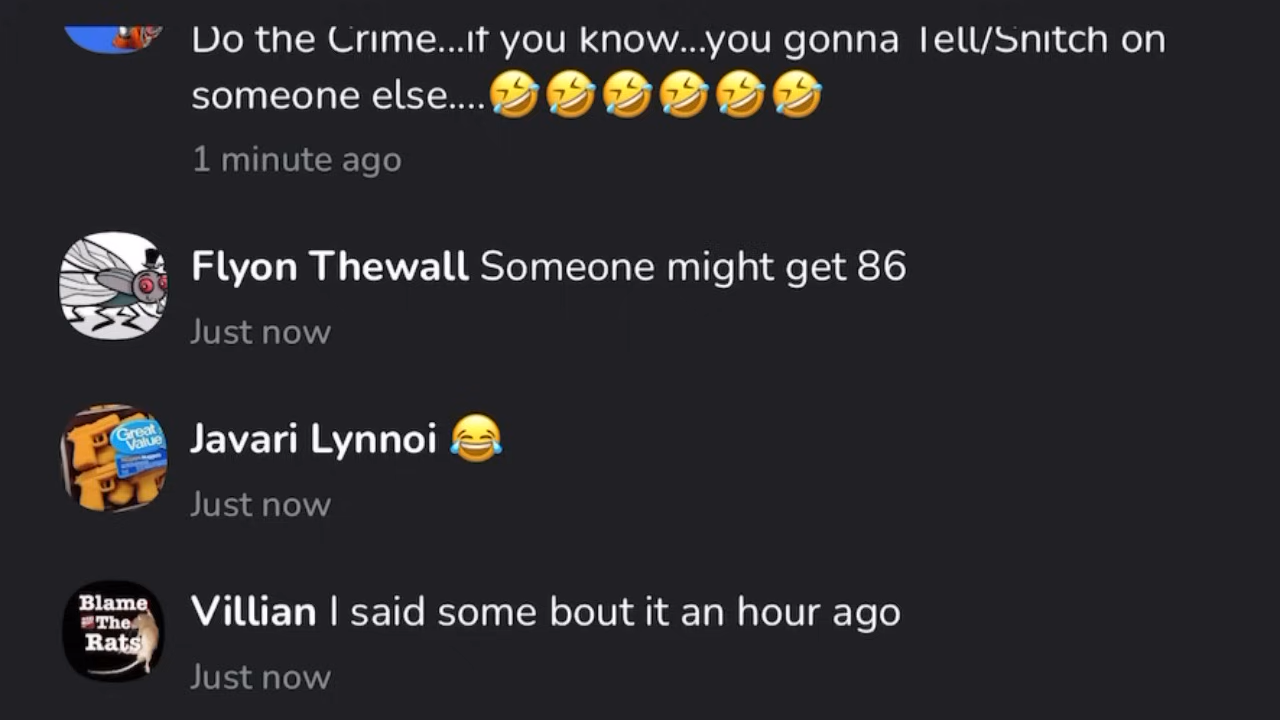 Do the Crime...if you know...you gonna Tell/Snitch on
someone else....🤣🤣🤣🤣🤣🤣
1 minute ago
Flyon Thewall Someone might get 86
Just now
Javari Lynnoi 😂
Just now
Villian I said some bout it an hour ago
Just now
Great
Value
Blame
The
Rats